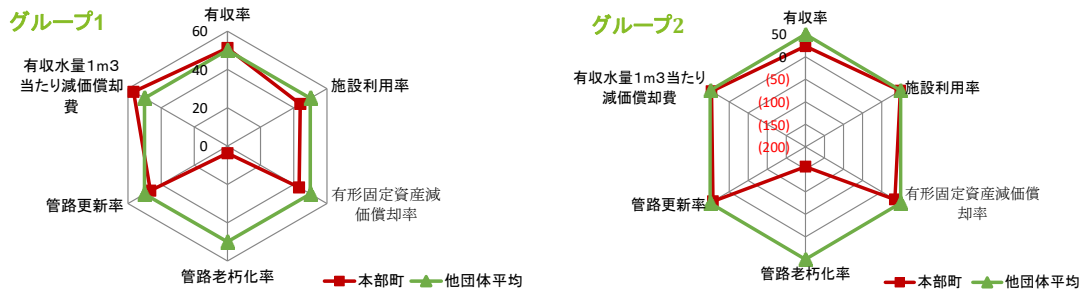 グループ1
有収率
60
40
20
0
施設利用率
有形固定資産減
価償却率
管路老朽化率
管路更新率
有収水量1m3
当たり減価償却
費
本部町
他団体平均
グループ2
有収率
50
0
(50)
(100)
(150)
(200)
施設利用率
有形固定資産減価償
却率
管路老朽化率
管路更新率
有収水量1m3当たり
減価償却費
本部町
他団体平均